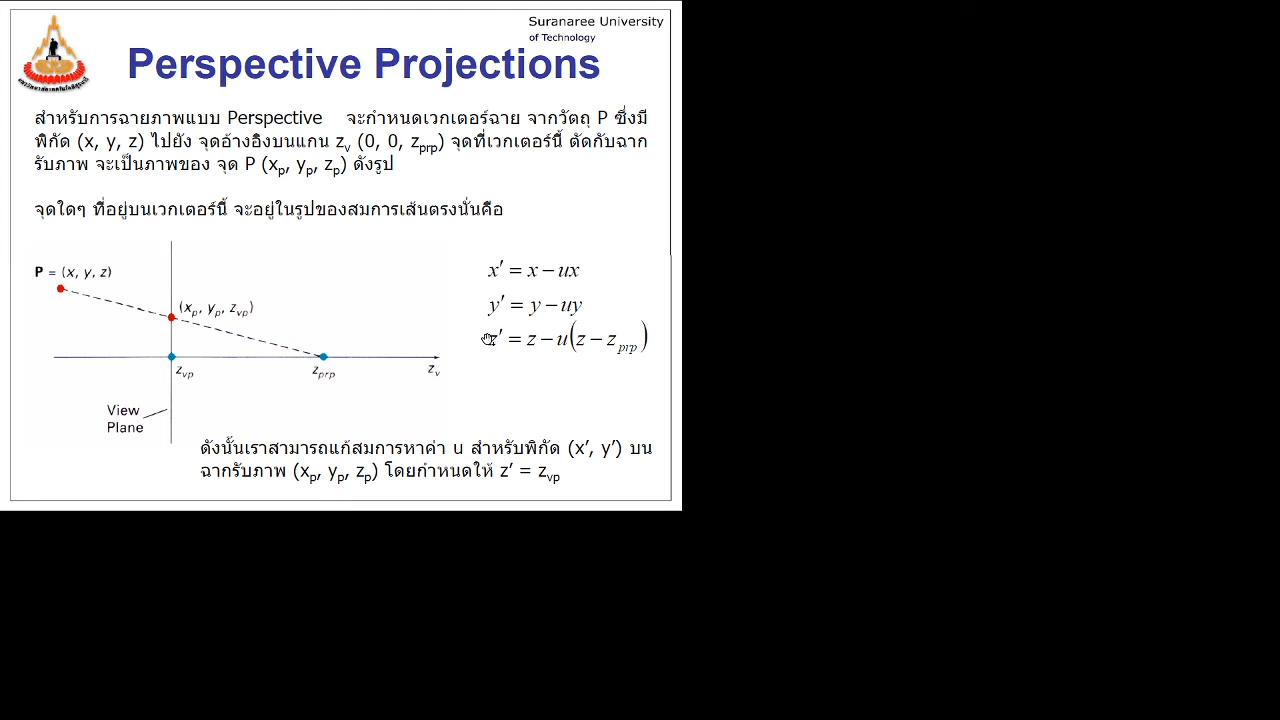 Suranaree University
of Technology
Perspective Projections
สำหรับการฉายภาพแบบ Perspective จะกำหนดเวกเตอร์ฉาย จากวัตถุ P ซึ่งมี
พิกัด (x, y, z) ไปยัง จุดอ้างอิงบนแกน zv (0, 0, zprp) จุดที่เวกเตอร์นี้ ตัดกับฉาก
รับภาพ จะเป็นภาพของ จุด P (xp, yp, zp) ดังรูป
จุดใดๆ ที่อยู่บนเวกเตอร์นี้ จะอยู่ในรูปของสมการเส้นตรงนั่นคือ
P = (x, y, z)
(xp, yp, zvp)
zvp
zprp
zv
View
Plane
x′ = x − ux
y′ = y − uy
z′ = z − u(z − zprp)
ดังนั้นเราสามารถแก้สมการหาค่า u สำหรับพิกัด (x′, y′) บน
ฉากรับภาพ (xp, yp, zp) โดยกำหนดให้ z′ = zvp